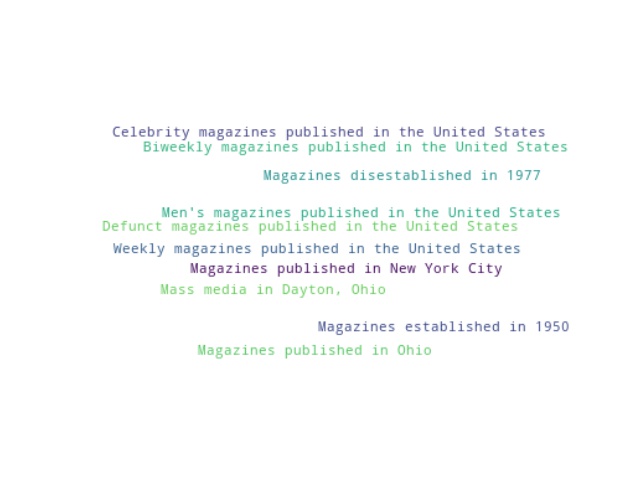 Celebrity magazines published in the United States
Biweekly magazines published in the United States
Magazines disestablished in 1977
Men's magazines published in the United States
Defunct magazines published in the United States
Weekly magazines published in the United States
Magazines published in New York City
Mass media in Dayton, Ohio
Magazines established in 1950
Magazines published in Ohio